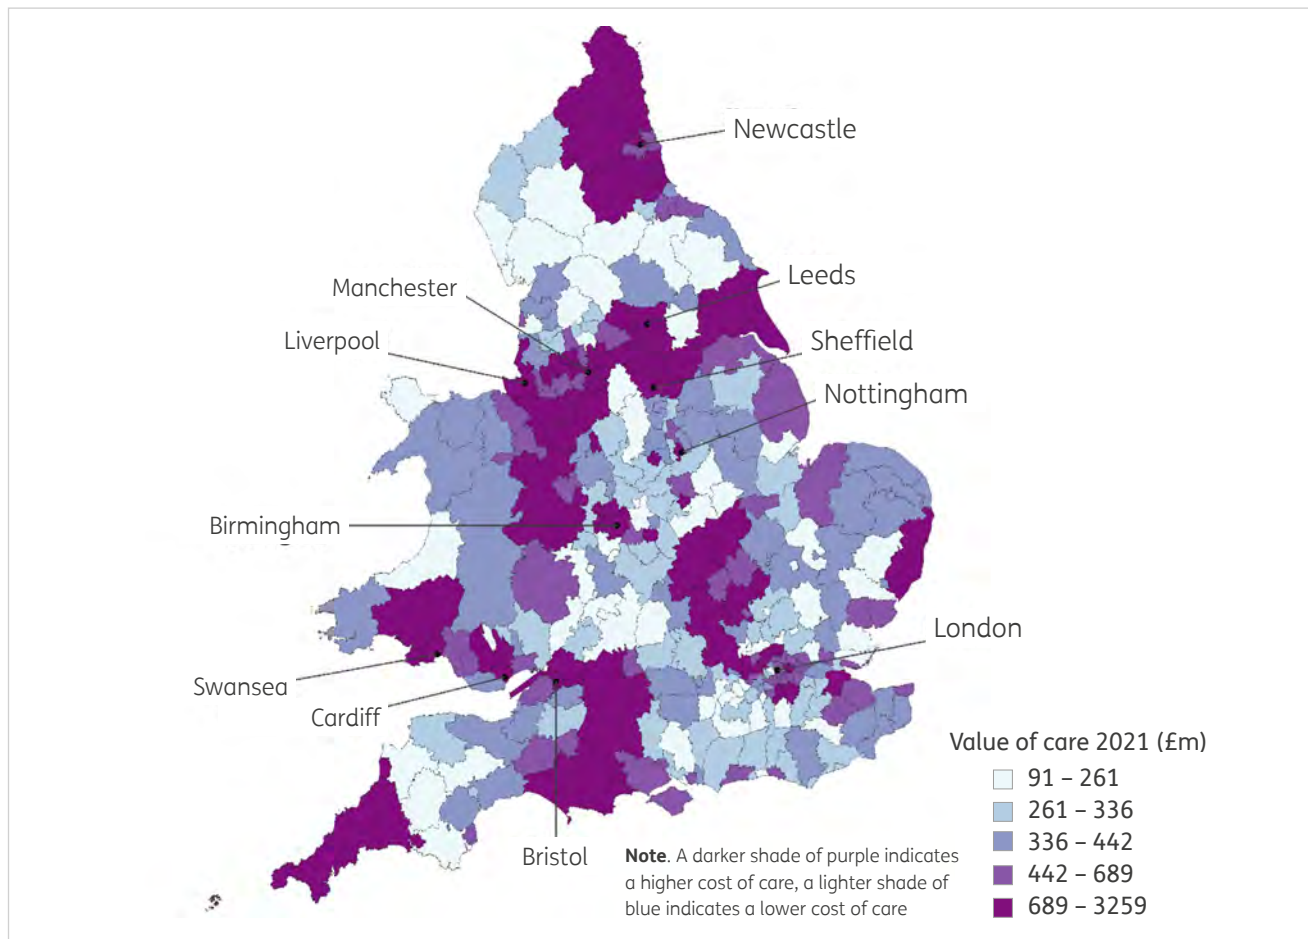 Newcastle
Leeds
Manchester
Liverpool
Sheffield
Nottingham
Birmingham
London
Swansea
Cardiff
Bristol
Value of care 2021 (£m)
91 – 261
261 – 336
336 – 442
442 – 689
689 – 3259
Note. A darker shade of purple indicates
a higher cost of care, a lighter shade of
blue indicates a lower cost of care